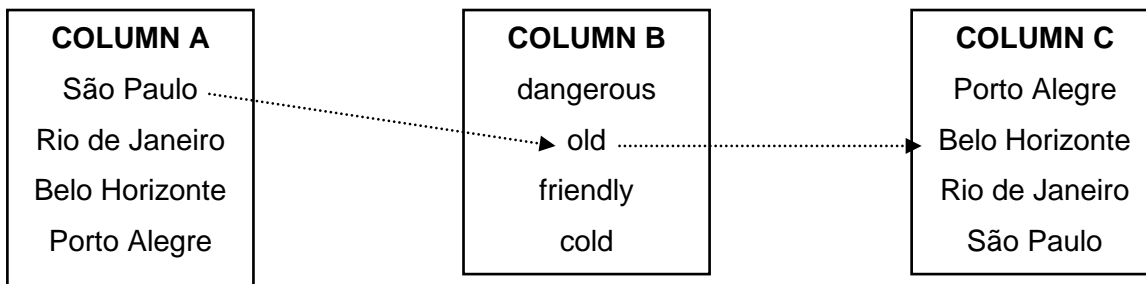 COLUMN A
São Paulo
Rio de Janeiro
Belo Horizonte
Porto Alegre
COLUMN B
dangerous
old
friendly
cold
COLUMN C
Porto Alegre
Belo Horizonte
Rio de Janeiro
São Paulo